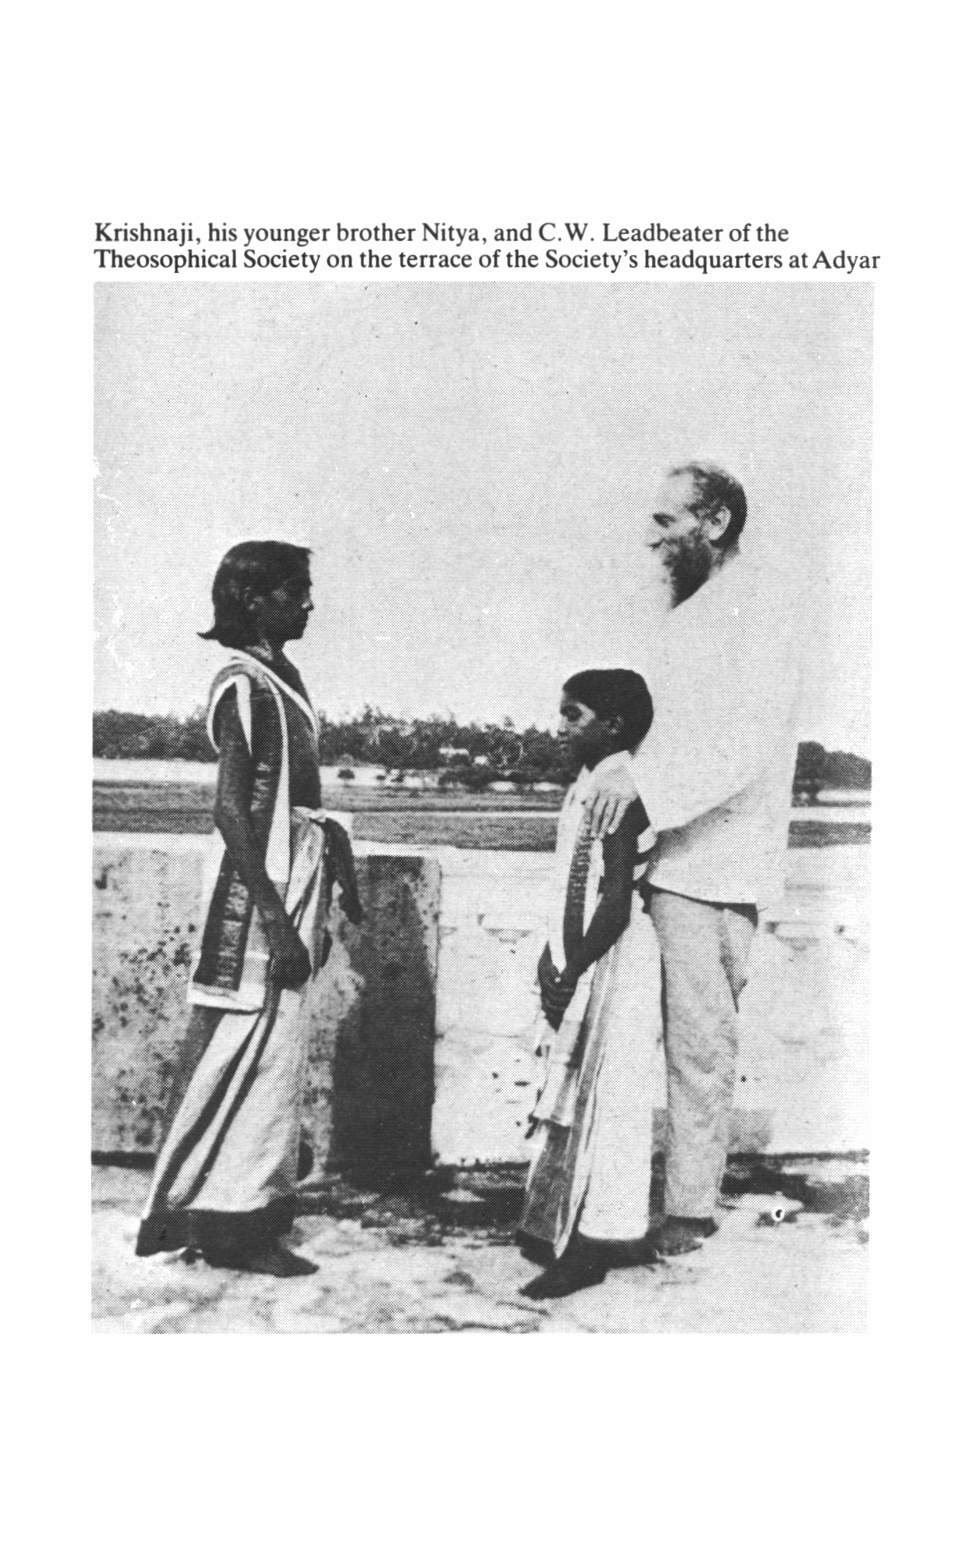 Krishnaji, his younger brother Nitya, and C.W. Leadbeater of the
Theosophical Society on the terrace of the Society's headquarters at Adyar